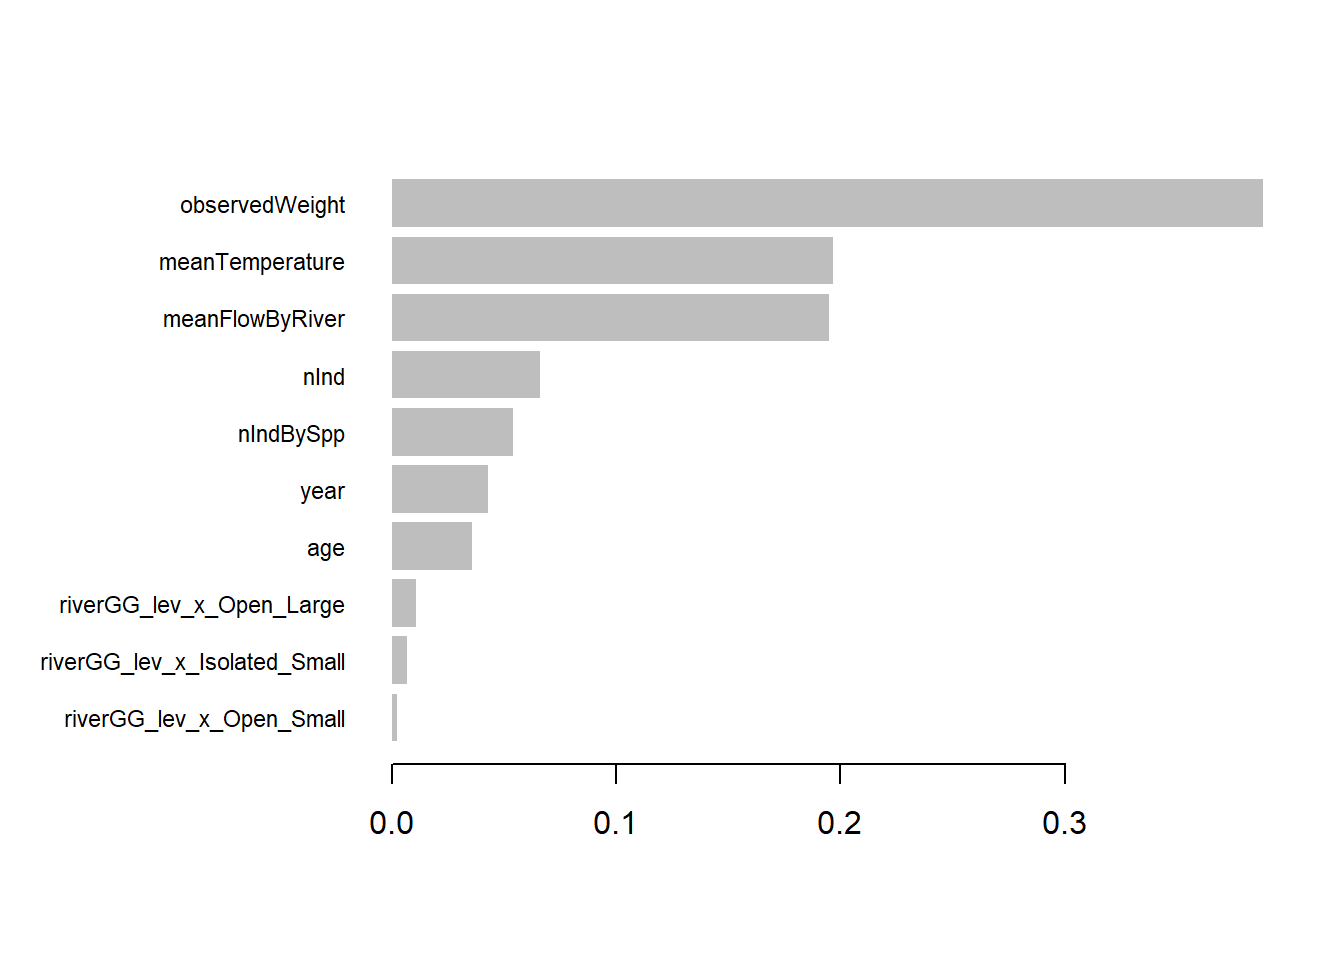 observedWeight
meanTemperature
meanFlowByRiver
nInd
nIndBySpp
year
age
riverGG_lev_x_Open_Large
riverGG_lev_x_Isolated_Small
riverGG_lev_x_Open_Small
0.0 0.1 0.2 0.3